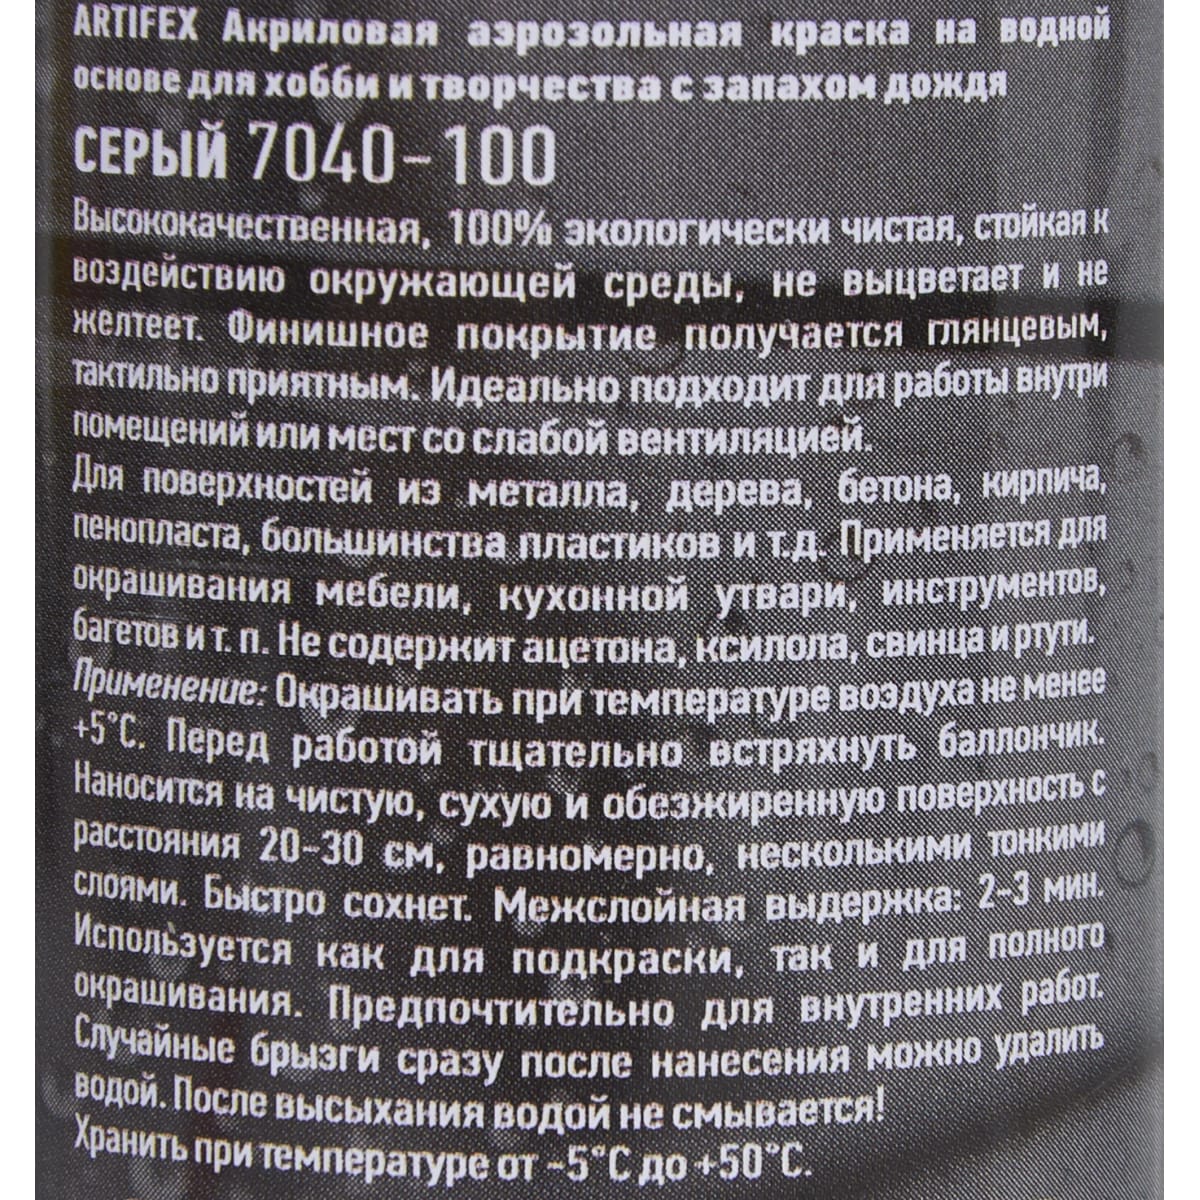 ARTIFEX Акриловая аэрозольная краска на водной
основе для хобби и творчества с запахом дождя
СЕРЫЙ 7040-100
Высококачественная, 100% экологически чистая, стойкая к
воздействию окружающей среды, не выцветает и не
желтеет. Финишное покрытие получается глянцевым,
тактильно приятным. Идеально подходит для работы внутри
помещений или мест со слабой вентиляцией.
Для поверхностей из металла, дерева, бетона, кирпича,
пенопласта, большинства пластиков и т.д. Применяется для
окрашивания мебели, кухонной утвари, инструментов,
багетов и т. п. Не содержит ацетона, ксилола, свинца и ртути.
Применение: Окрашивать при температуре воздуха не менее
+5°С. Перед работой тщательно встряхнуть баллончик.
Наносится на чистую, сухую и обезжиренную поверхность с
расстояния 20-30 см, равномерно, несколькими тонкими
слоями. Быстро сохнет. Межслойная выдержка: 2-3 мин.
Используется как для подкраски, так и для полного
окрашивания. Предпочтительно для внутренних работ.
Случайные брызги сразу после нанесения можно удалить
водой. После высыхания водой не смывается!
Хранить при температуре от -5°С до +50°С.